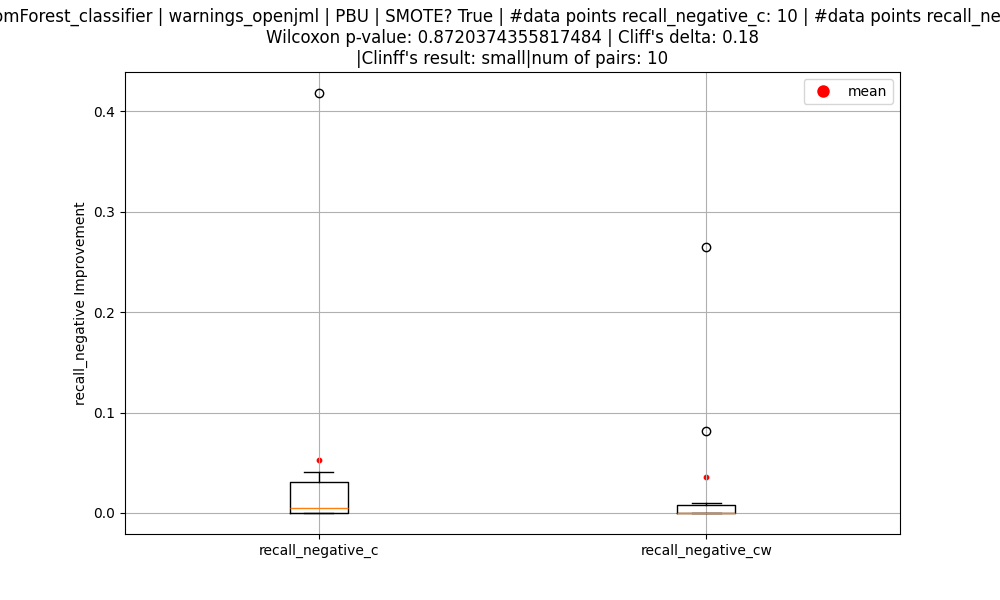 omForest_classifier | warnings_openjml | PBU | SMOTE? True | #data points recall_negative_c: 10 | #data points recall_ne
Wilcoxon p-value: 0.8720374355817484 | Cliff's delta: 0.18
|Clinff's result: small|num of pairs: 10
mean
0.4
0.3
0.2
0.1
0.0
recall_negative Improvement
recall_negative_c
recall_negative_cw